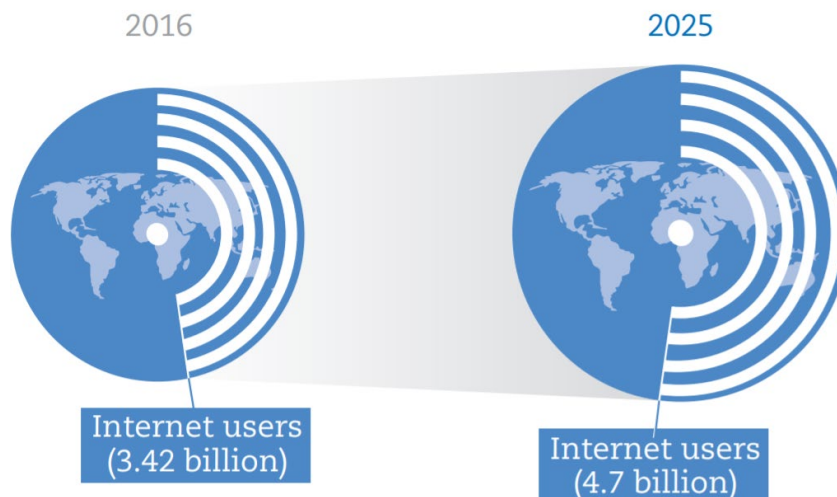 2016
2025
Internet users
(3.42 billion)
Internet users
(4.7 billion)